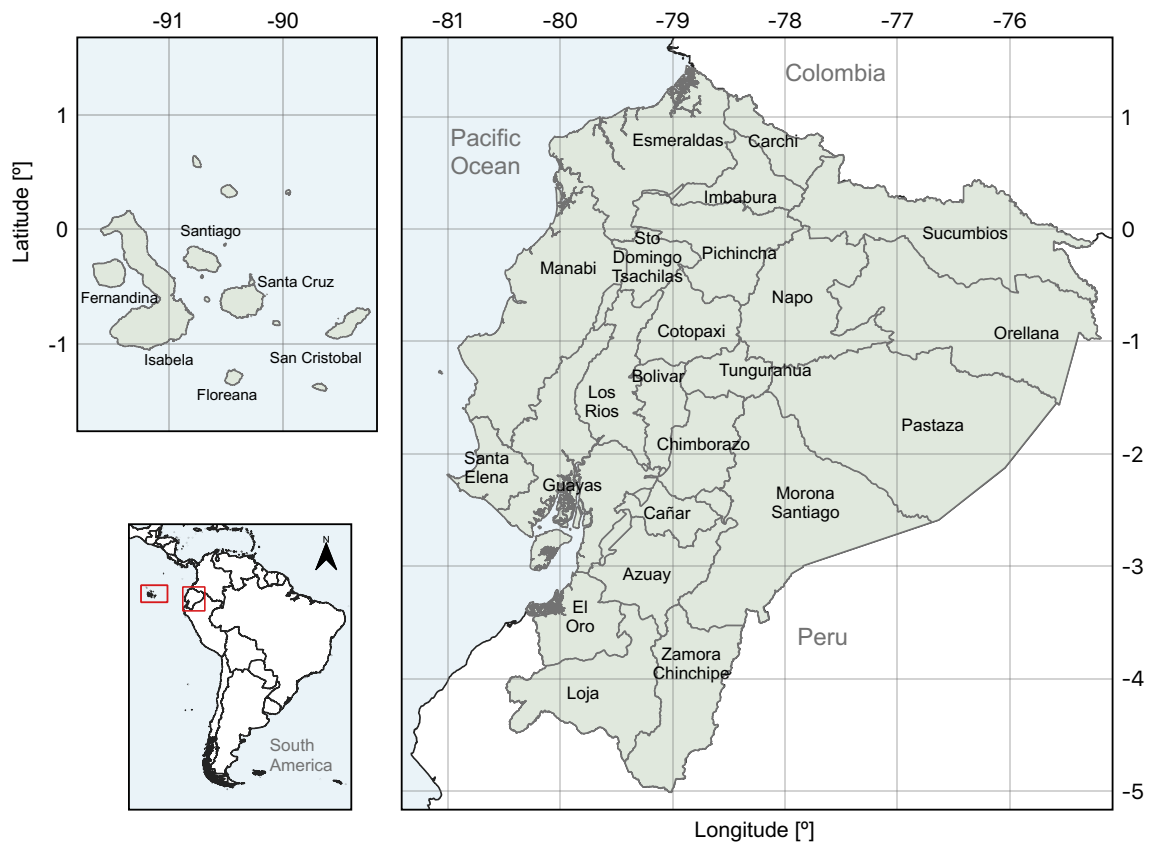 -91
-90
-81
-80
-79
-78
-77
-76
Latitude [º]
1
0
-1
Santiago
Santa Cruz
Fernandina
Isabela
San Cristobal
Floreana
Colombia
Pacific
Ocean
Esmeraldas
Carchi
Imbabura
Sucumbios
Sto
Domingo
Tsachilas
Pichincha
Manabi
Napo
Orellana
Cotopaxi
Bolivar
Tungurahua
Los
Rios
Pastaza
Chimborazo
Santa
Elena
Guayas
Morona
Santiago
Cañar
Azuay
El
Oro
Peru
Zamora
Chinchipe
Loja
1
0
-1
-2
-3
-4
-5
Longitude [º]
N
South
America